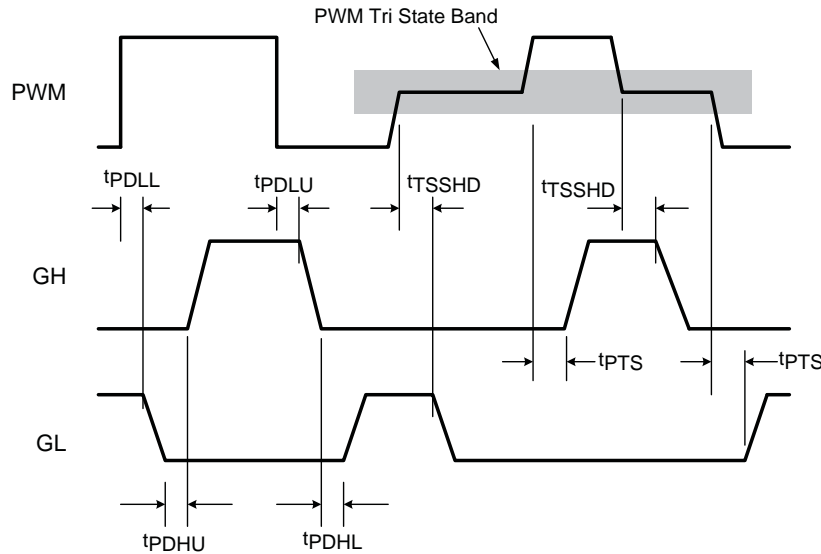 PWM Tri State Band
PWM
tPDLL
tPDLU
tTSSHD
tTSSHD
GH
tPTS
tPTS
GL
tPDHU
tPDHL